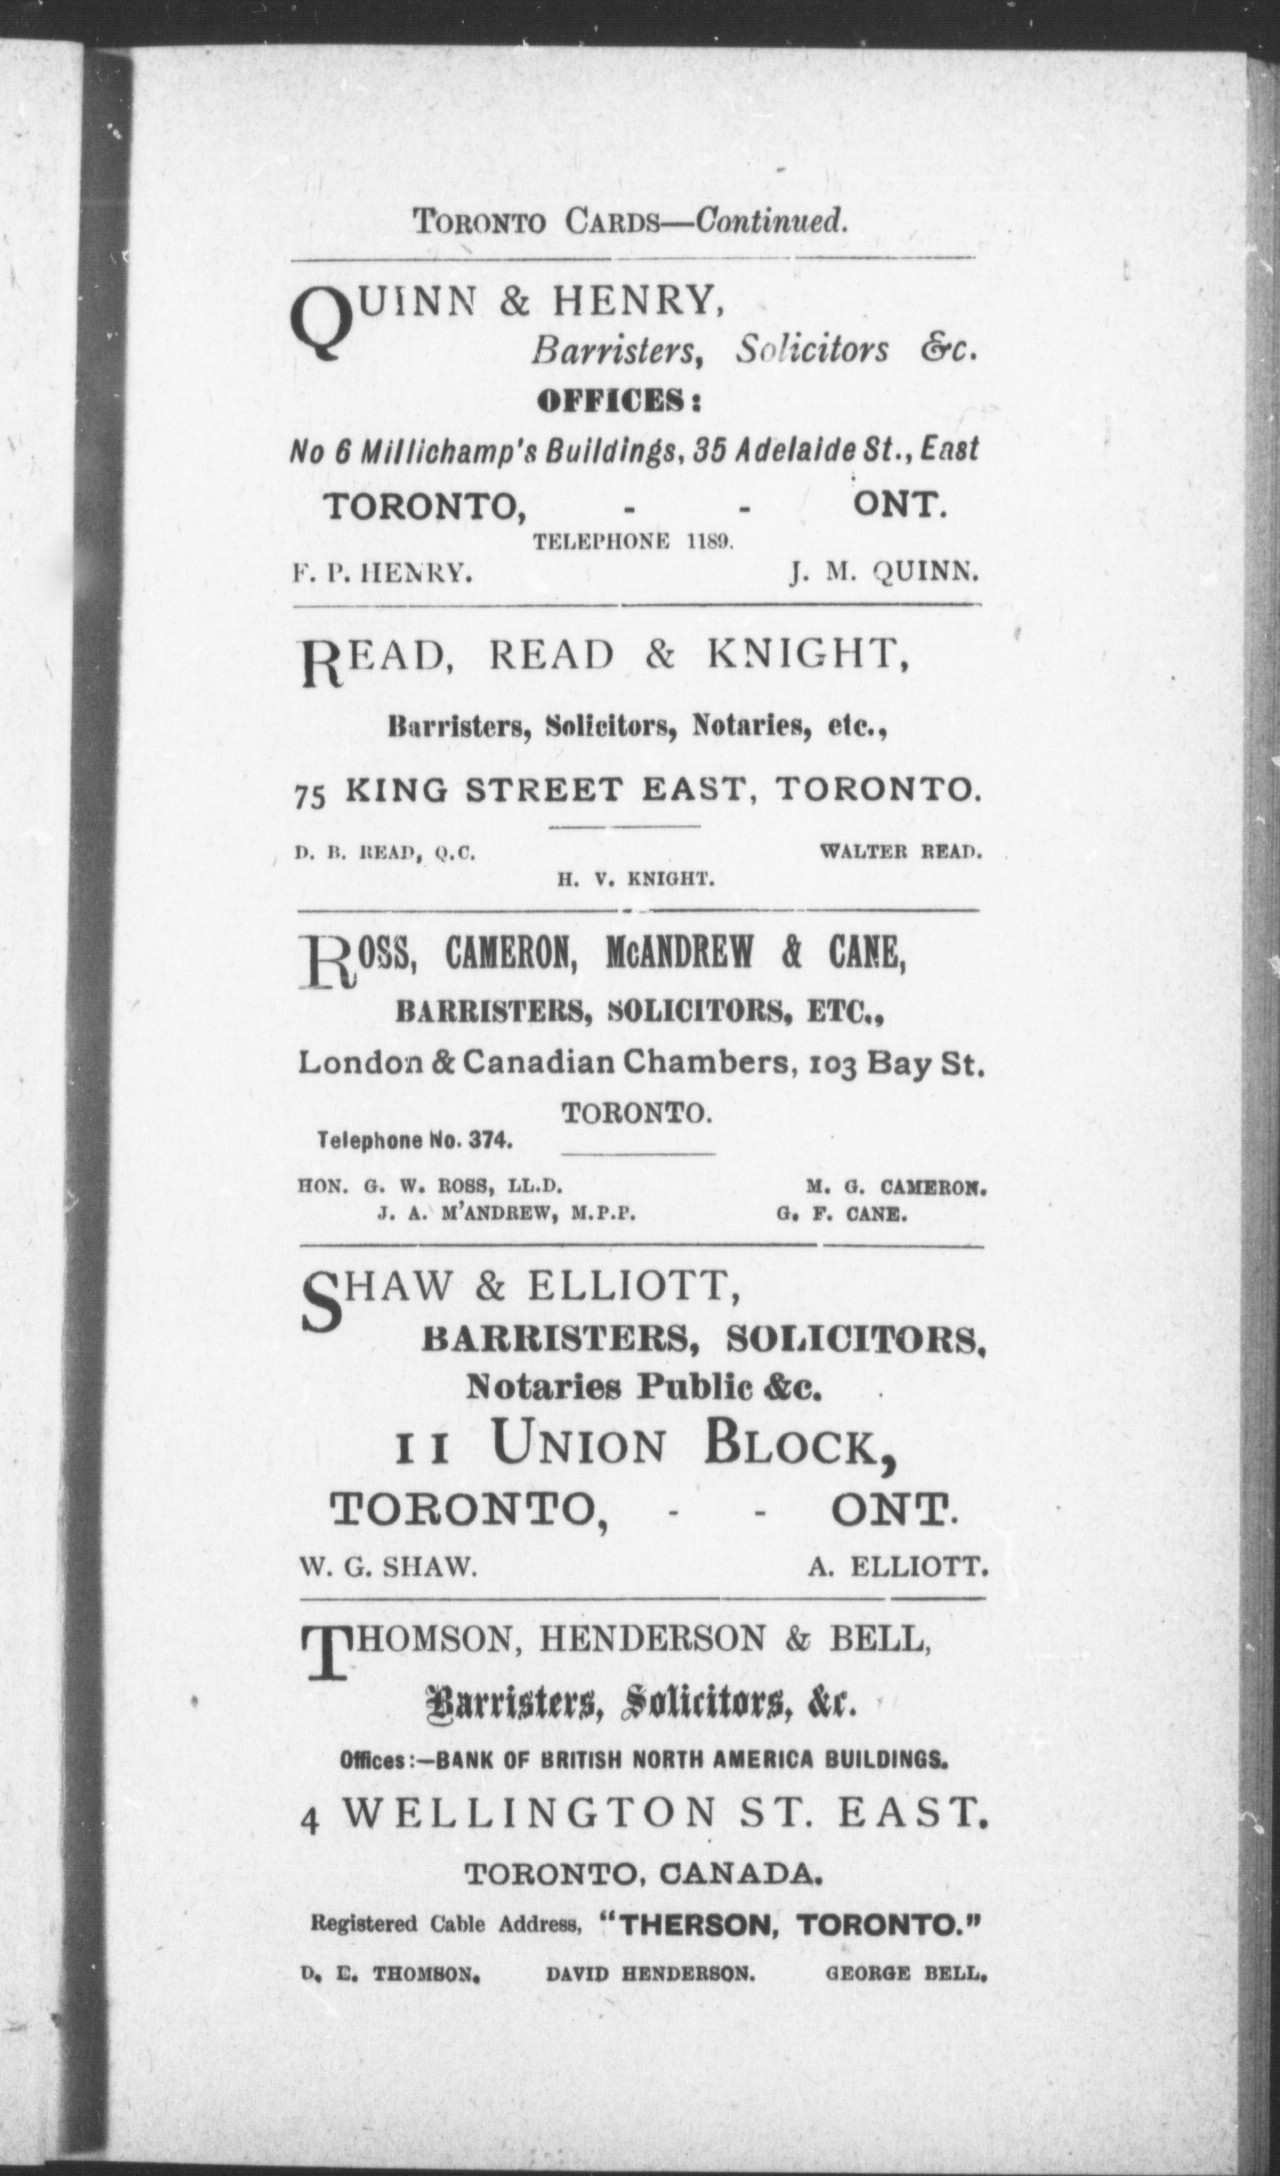 TORONTO CARDS—Continued.
QUINN & HENRY,
Barristers, Solicitors &c.
OFFICES:
No 6 Millichamp's Buildings, 35 Adelaide St., East
TORONTO, - - ONT.
TELEPHONE 1189.
F. P. HENRY. J. M. QUINN.
READ, READ & KNIGHT,
Barristers, Solicitors, Notaries, etc.,
75 KING STREET EAST, TORONTO.
D. B. READ, Q.C. WALTER READ.
H. V. KNIGHT.
ROSS, CAMERON, McANDREW & CANE,
BARRISTERS, SOLICITORS, ETC.,
London & Canadian Chambers, 103 Bay St.
TORONTO.
Telephone No. 374.
HON. G. W. ROSS, LL.D. M. G. CAMERON.
J. A. M'ANDREW, M.P.P. G. F. CANE.
SHAW & ELLIOTT,
BARRISTERS, SOLICITORS,
Notaries Public &c.
11 UNION BLOCK,
TORONTO, - - ONT.
W. G. SHAW. A. ELLIOTT.
THOMSON, HENDERSON & BELL,
Barristers, Solicitors, &c.
Offices:—BANK OF BRITISH NORTH AMERICA BUILDINGS.
4 WELLINGTON ST. EAST.
TORONTO, CANADA.
Registered Cable Address, "THERSON, TORONTO."
D. E. THOMSON. DAVID HENDERSON. GEORGE BELL.